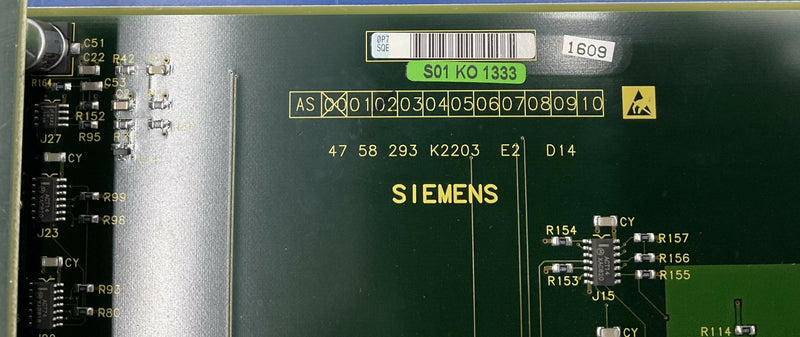 0P7
SQE
1609
S01 KO 1333
AS 00 01 02 03 04 05 06 07 08 09 10
47 58 293 K2203 E2 D14
SIEMENS
C51
C22
R42
R164
C53
R152
J27
R95
CY
R99
R98
J23
CY
R93
R80
CY
R154
R157
R156
R153
R155
J15
CY
R114